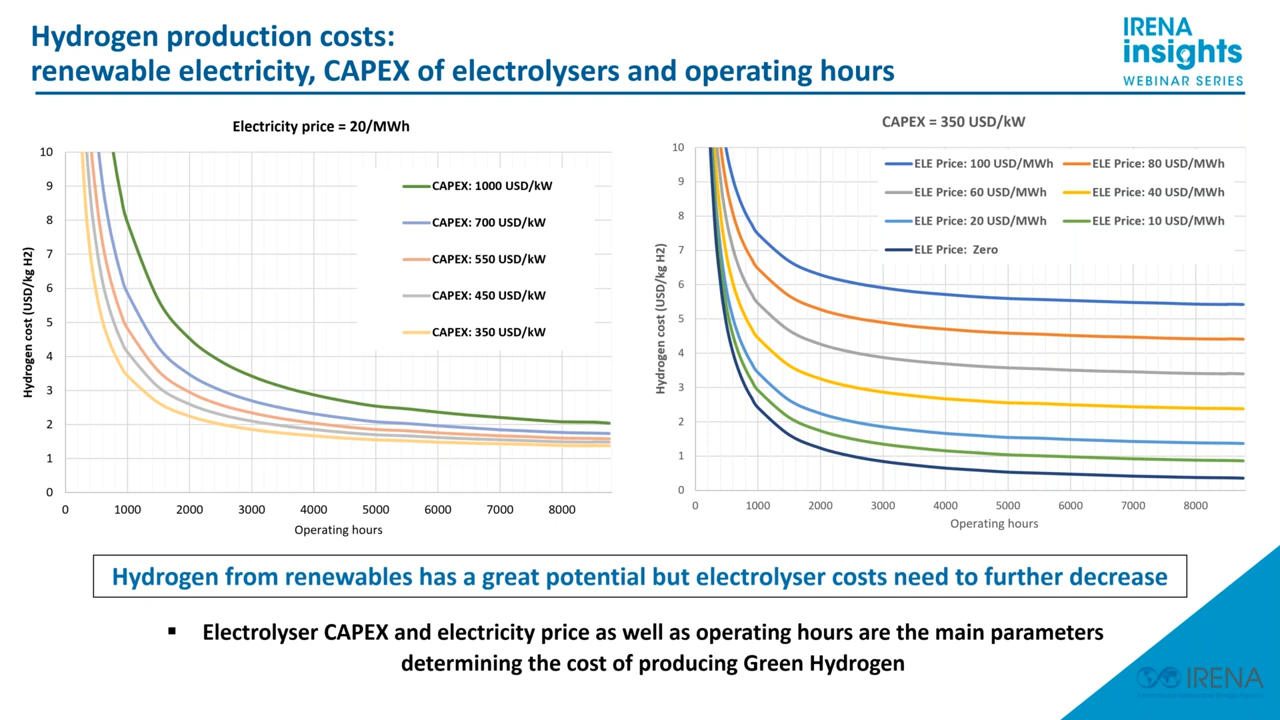 Hydrogen production costs:
renewable electricity, CAPEX of electrolysers and operating hours
IRENA
insights
WEBINAR SERIES
Electricity price = 20/MWh
Hydrogen cost (USD/kg H2)
10
9
8
7
6
5
4
3
2
1
0
CAPEX: 1000 USD/kW
CAPEX: 700 USD/kW
CAPEX: 550 USD/kW
CAPEX: 450 USD/kW
CAPEX: 350 USD/kW
0 1000 2000 3000 4000 5000 6000 7000 8000
Operating hours
CAPEX = 350 USD/kW
Hydrogen cost (USD/kg H2)
10
9
8
7
6
5
4
3
2
1
0
ELE Price: 100 USD/MWh ELE Price: 80 USD/MWh
ELE Price: 60 USD/MWh ELE Price: 40 USD/MWh
ELE Price: 20 USD/MWh ELE Price: 10 USD/MWh
ELE Price: Zero
0 1000 2000 3000 4000 5000 6000 7000 8000
Operating hours
Hydrogen from renewables has a great potential but electrolyser costs need to further decrease
▪ Electrolyser CAPEX and electricity price as well as operating hours are the main parameters
determining the cost of producing Green Hydrogen
IRENA